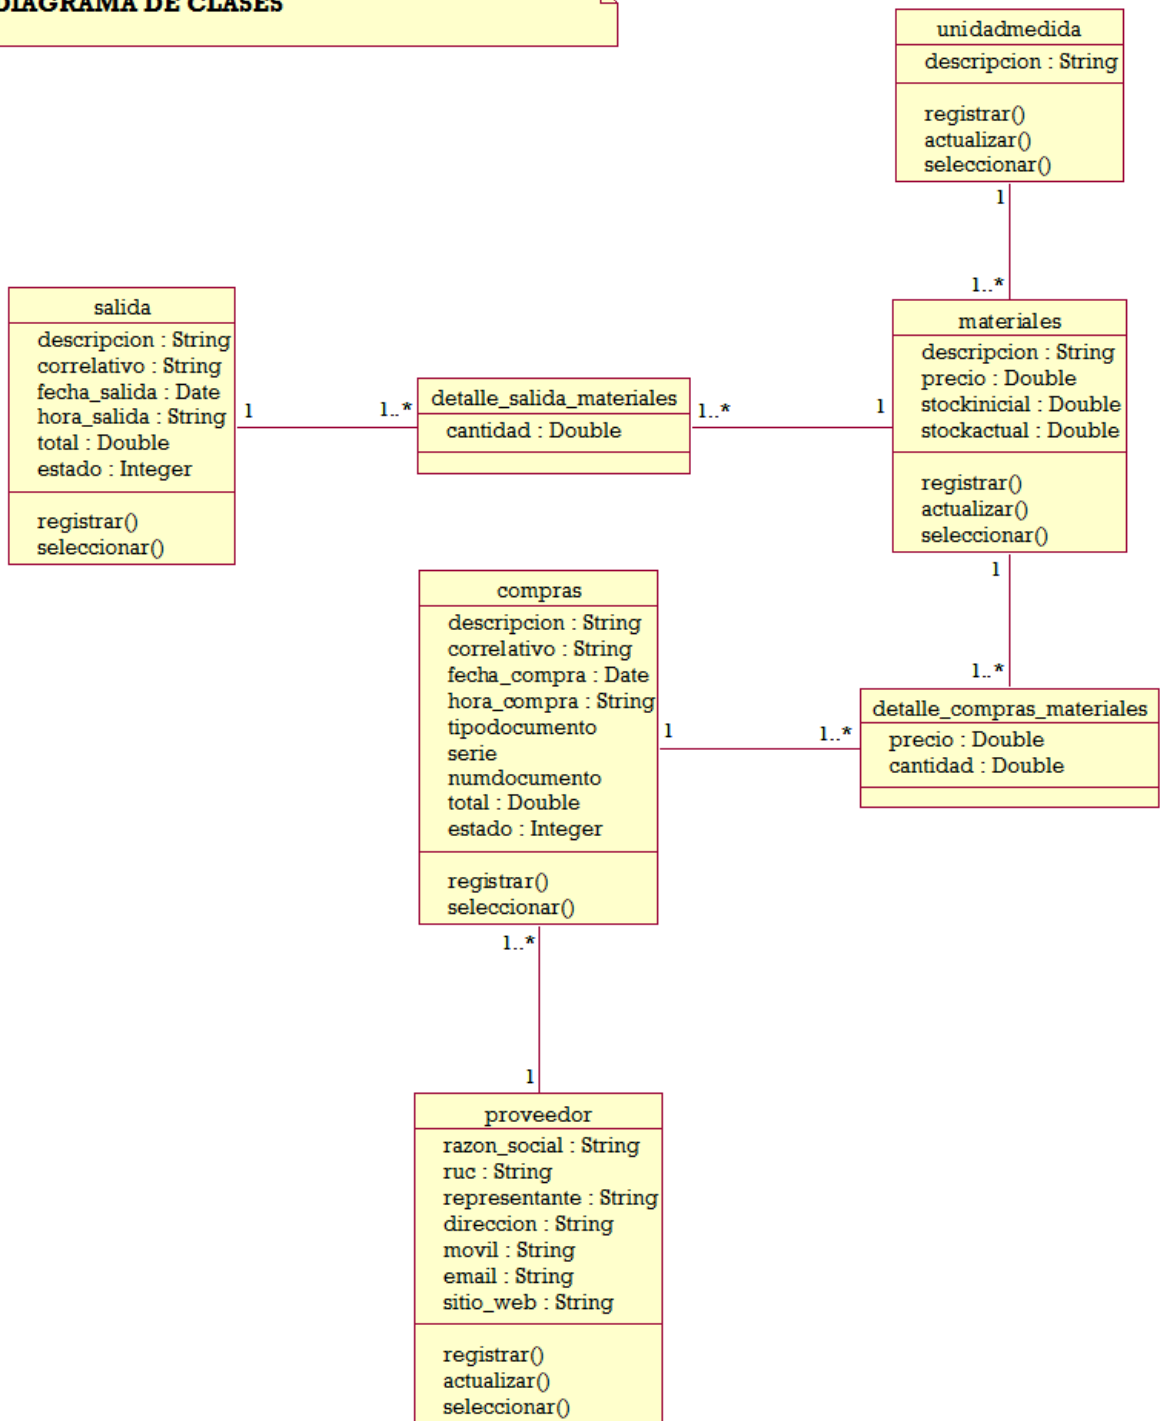 DIAGRAMA DE CLASES
unidadmedida
descripcion : String
registrar()
actualizar()
seleccionar()
1
1..*
salida
descripcion : String
correlativo : String
fecha_salida : Date
hora_salida : String
total : Double
estado : Integer
registrar()
seleccionar()
1
1..*
detalle_salida_materiales
cantidad : Double
1..*
1
materiales
descripcion : String
precio : Double
stockinicial : Double
stockactual : Double
registrar()
actualizar()
seleccionar()
1
1..*
compras
descripcion : String
correlativo : String
fecha_compra : Date
hora_compra : String
tipodocumento
serie
numdocumento
total : Double
estado : Integer
registrar()
seleccionar()
1
1..*
detalle_compras_materiales
precio : Double
cantidad : Double
1..*
1
proveedor
razon_social : String
ruc : String
representante : String
direccion : String
movil : String
email : String
sitio_web : String
registrar()
actualizar()
seleccionar()